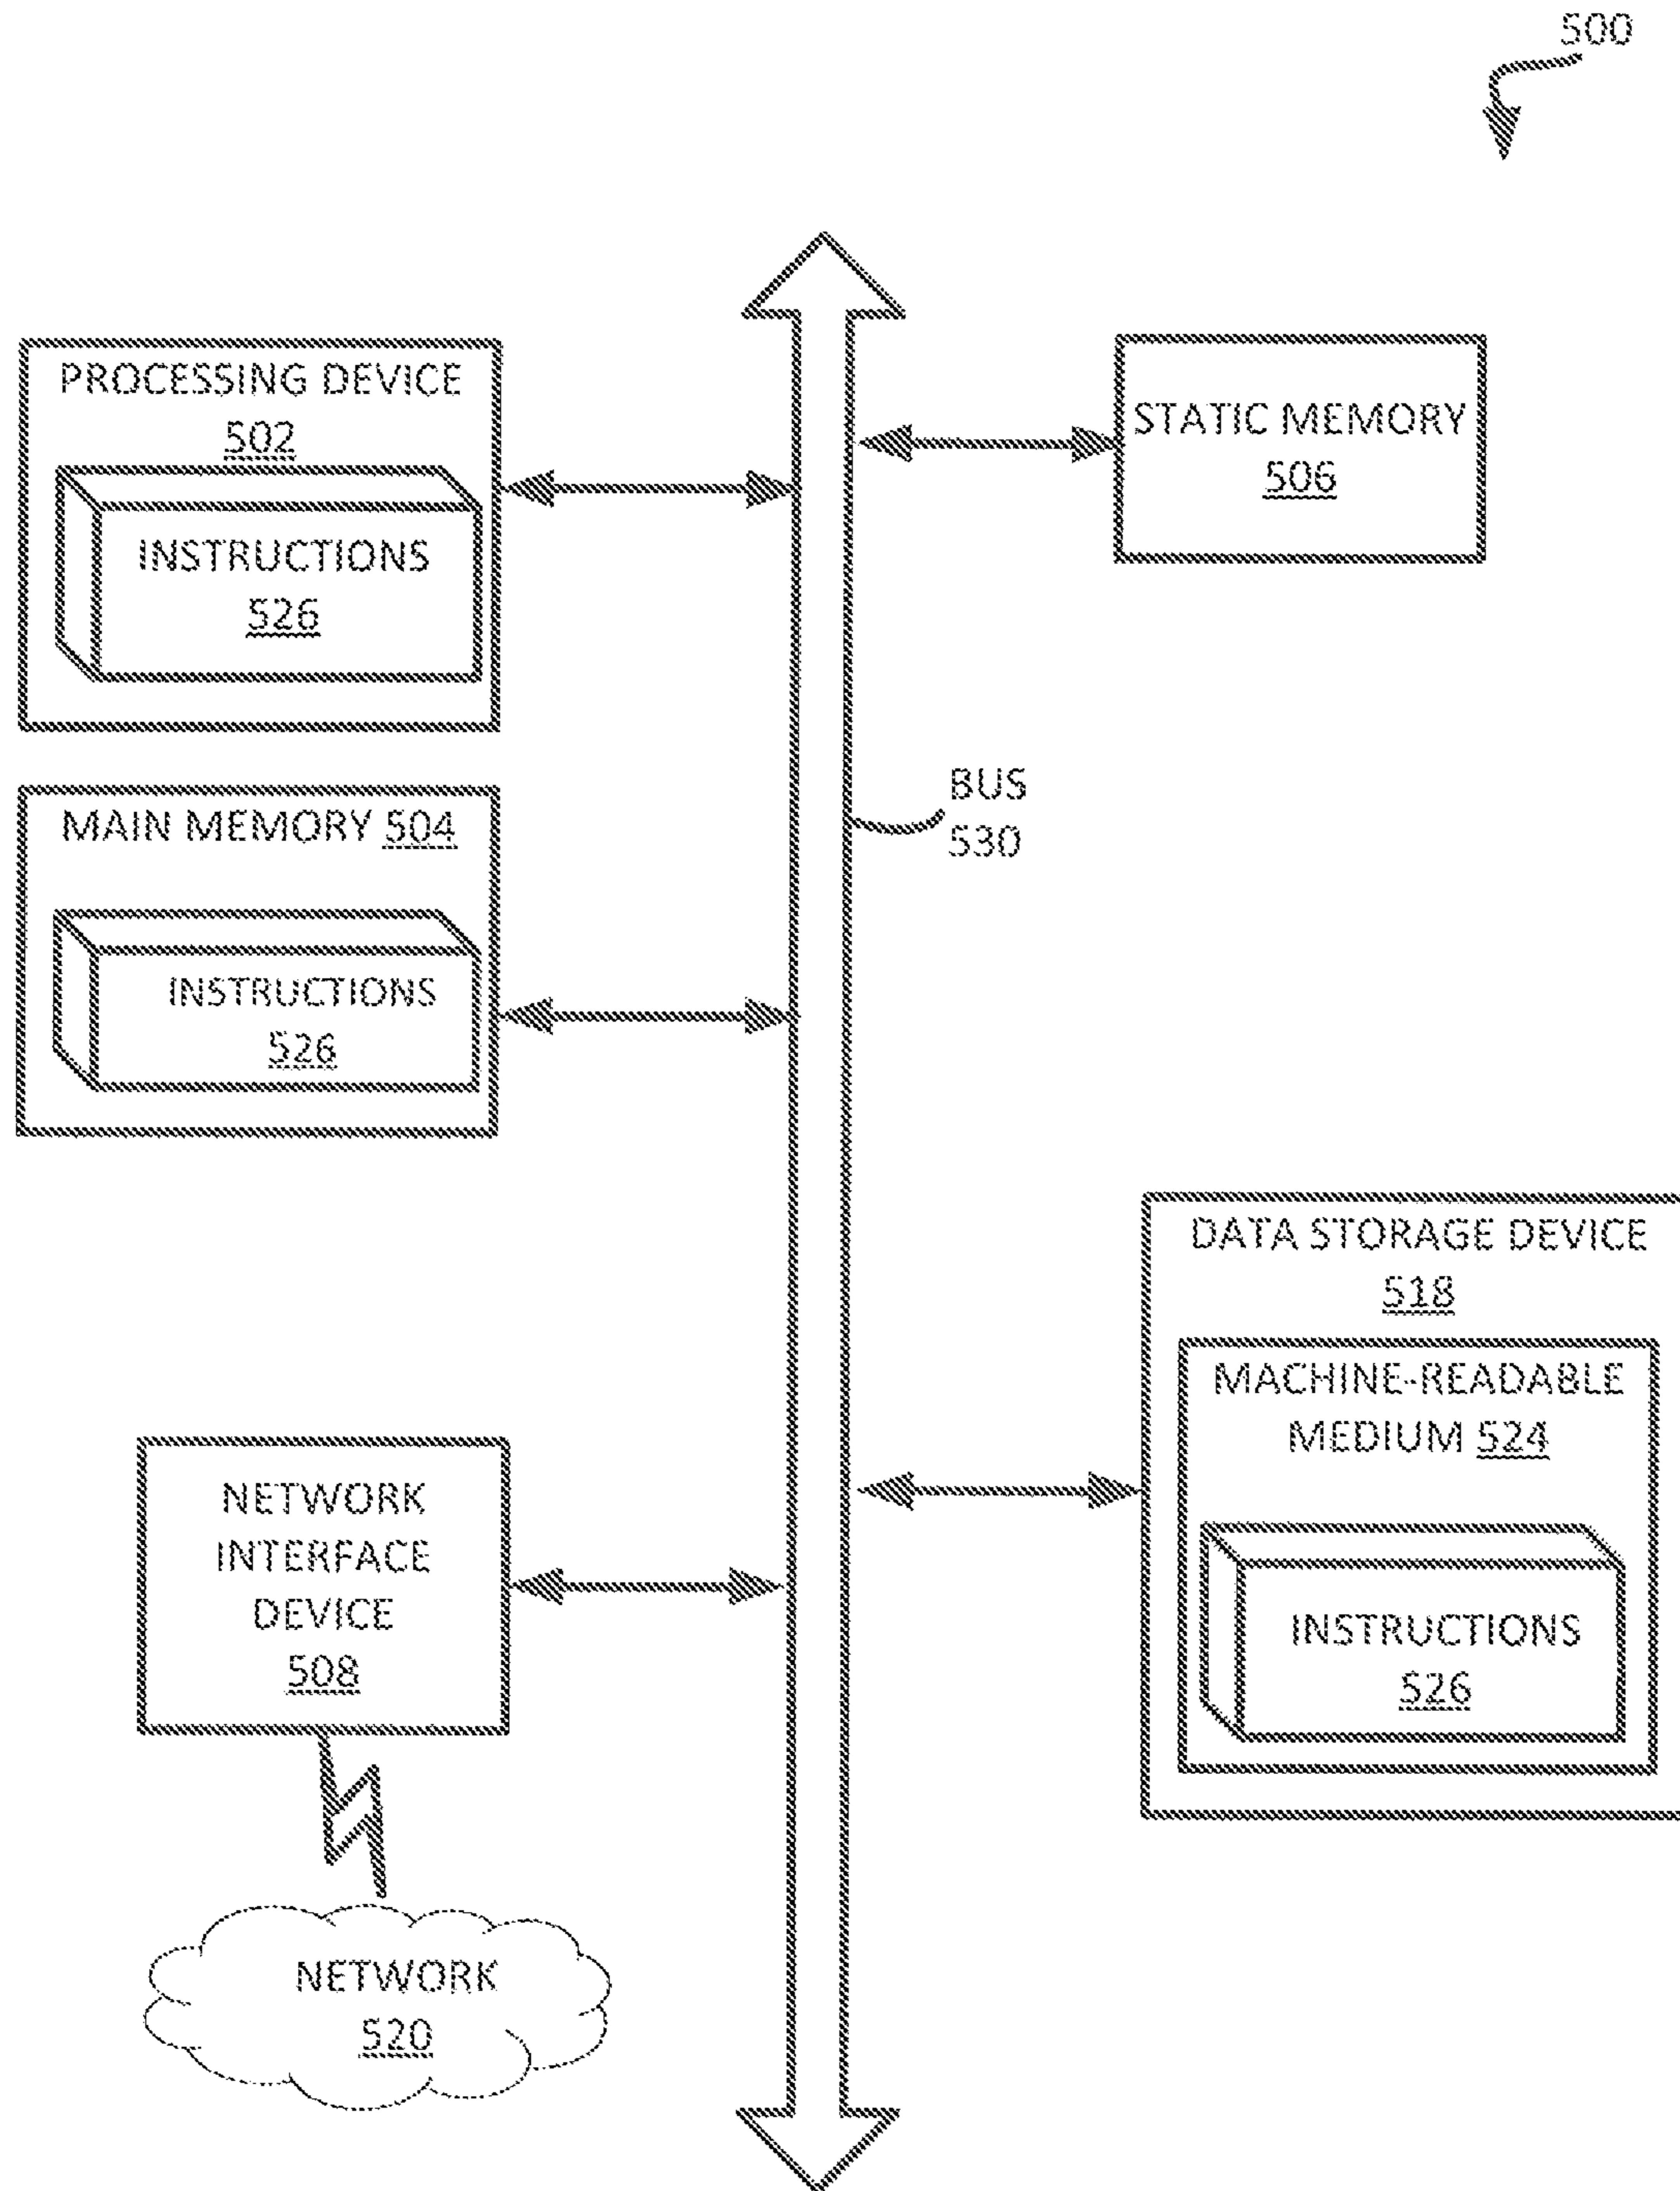 500
PROCESSING DEVICE
502
INSTRUCTIONS
526
STATIC MEMORY
506
BUS
530
MAIN MEMORY 504
INSTRUCTIONS
526
DATA STORAGE DEVICE
518
MACHINE-READABLE
MEDIUM 524
INSTRUCTIONS
526
NETWORK
INTERFACE
DEVICE
508
NETWORK
520